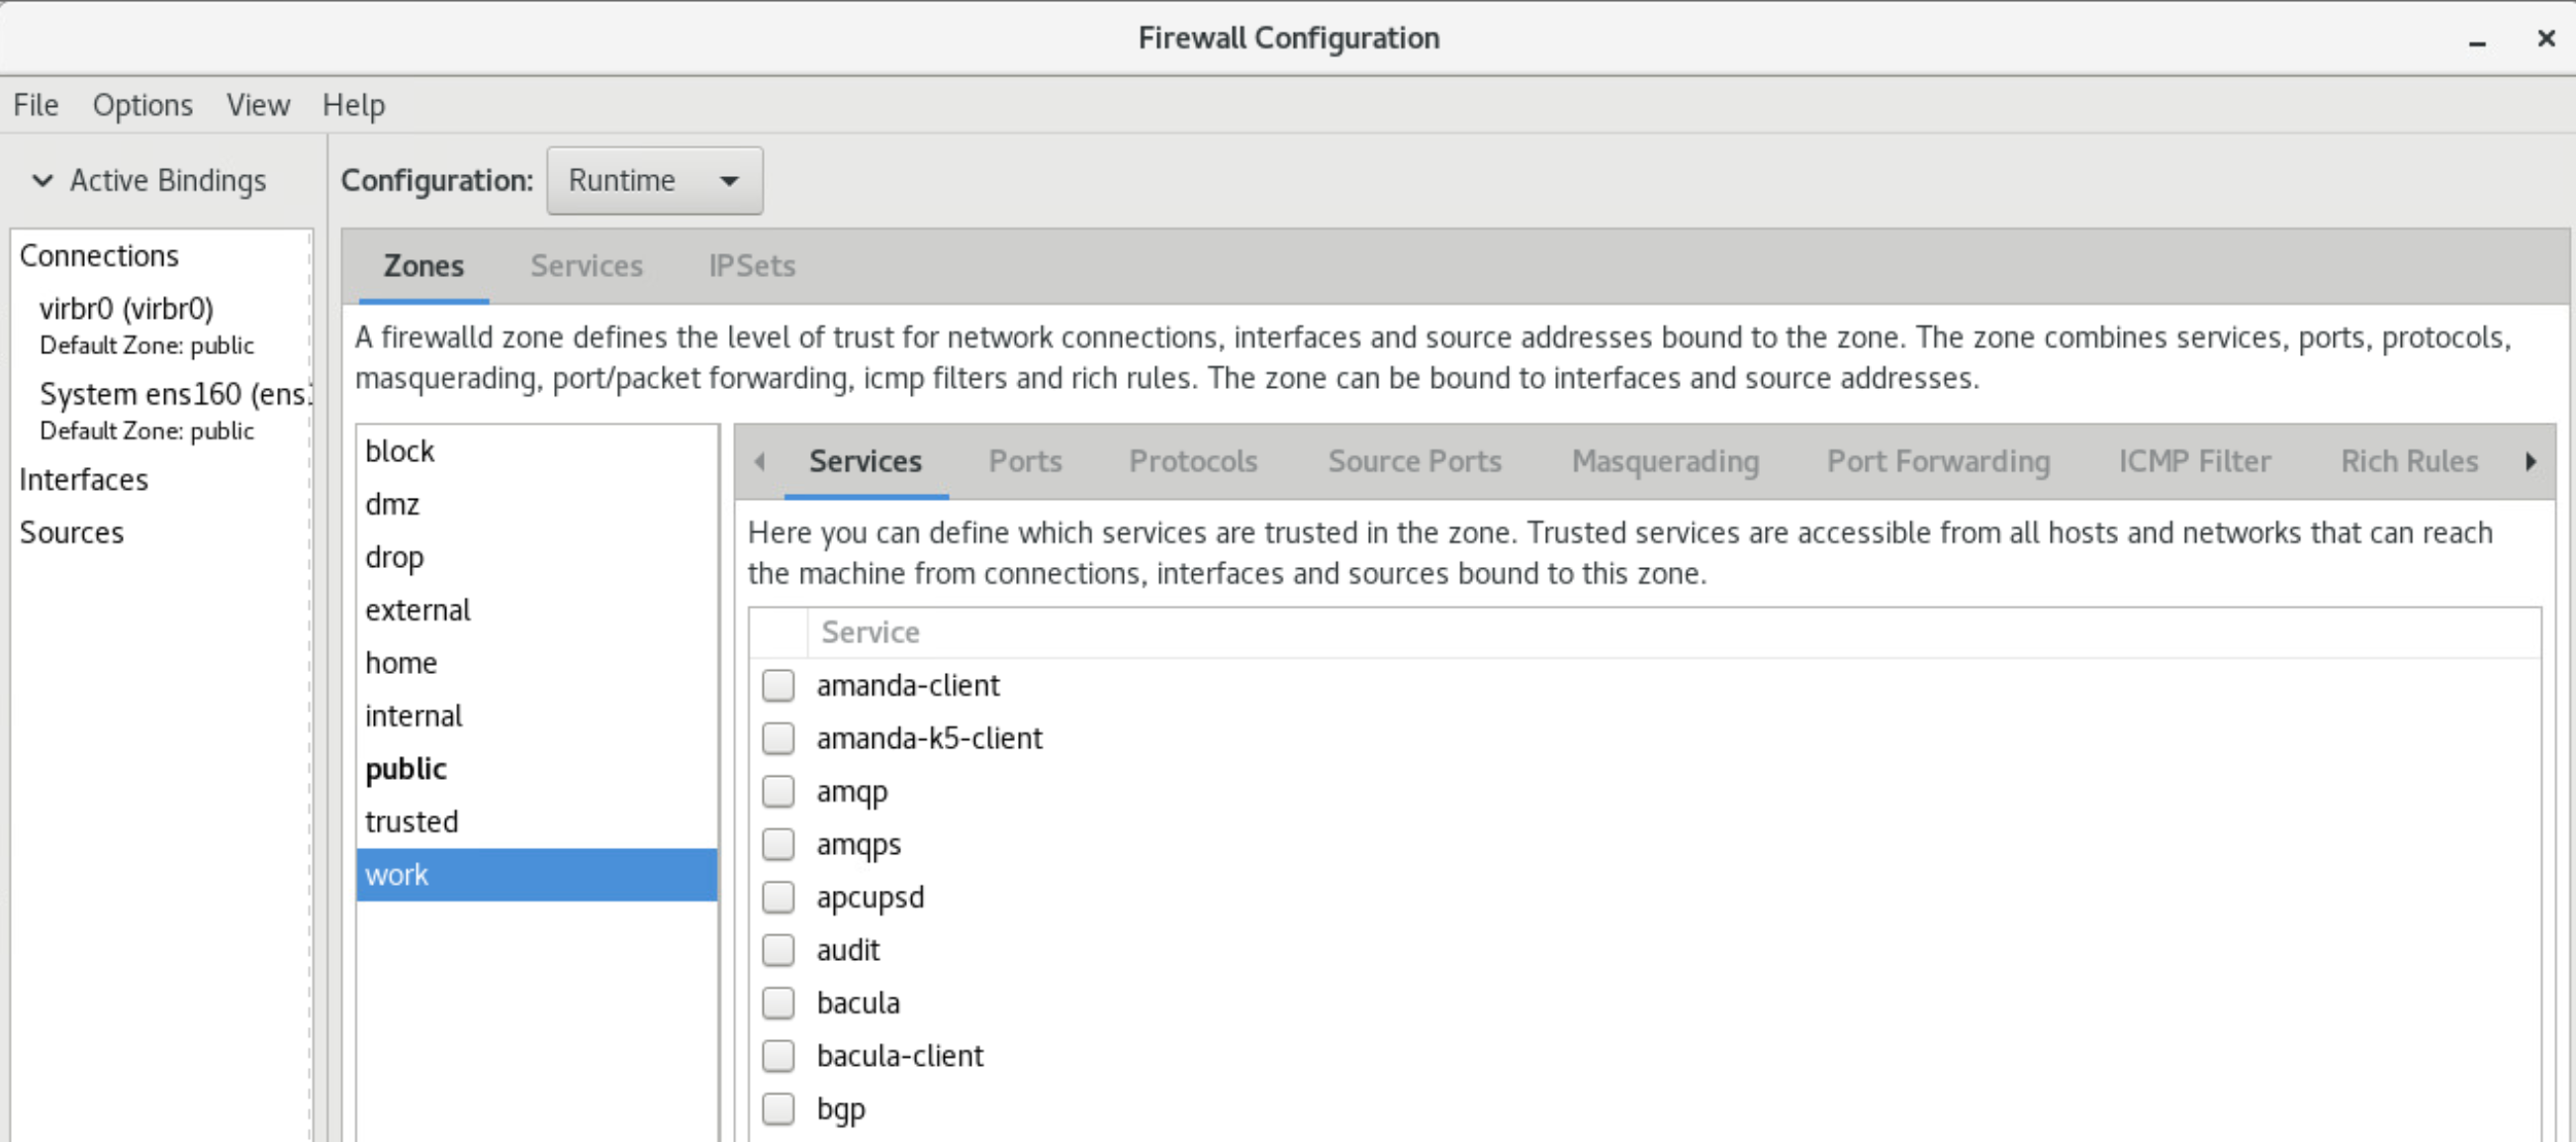 Firewall Configuration
File Options View Help
Active Bindings
Configuration: Runtime
Connections
virbr0 (virbr0)
Default Zone: public
System ens160 (ens
Default Zone: public
Interfaces
Sources
Zones Services IPSets
A firewalld zone defines the level of trust for network connections, interfaces and source addresses bound to the zone. The zone combines services, ports, protocols,
masquerading, port/packet forwarding, icmp filters and rich rules. The zone can be bound to interfaces and source addresses.
block
dmz
drop
external
home
internal
public
trusted
work
Services Ports Protocols Source Ports Masquerading Port Forwarding ICMP Filter Rich Rules
Here you can define which services are trusted in the zone. Trusted services are accessible from all hosts and networks that can reach
the machine from connections, interfaces and sources bound to this zone.
Service
amanda-client
amanda-k5-client
amqp
amqps
apcupsd
audit
bacula
bacula-client
bgp